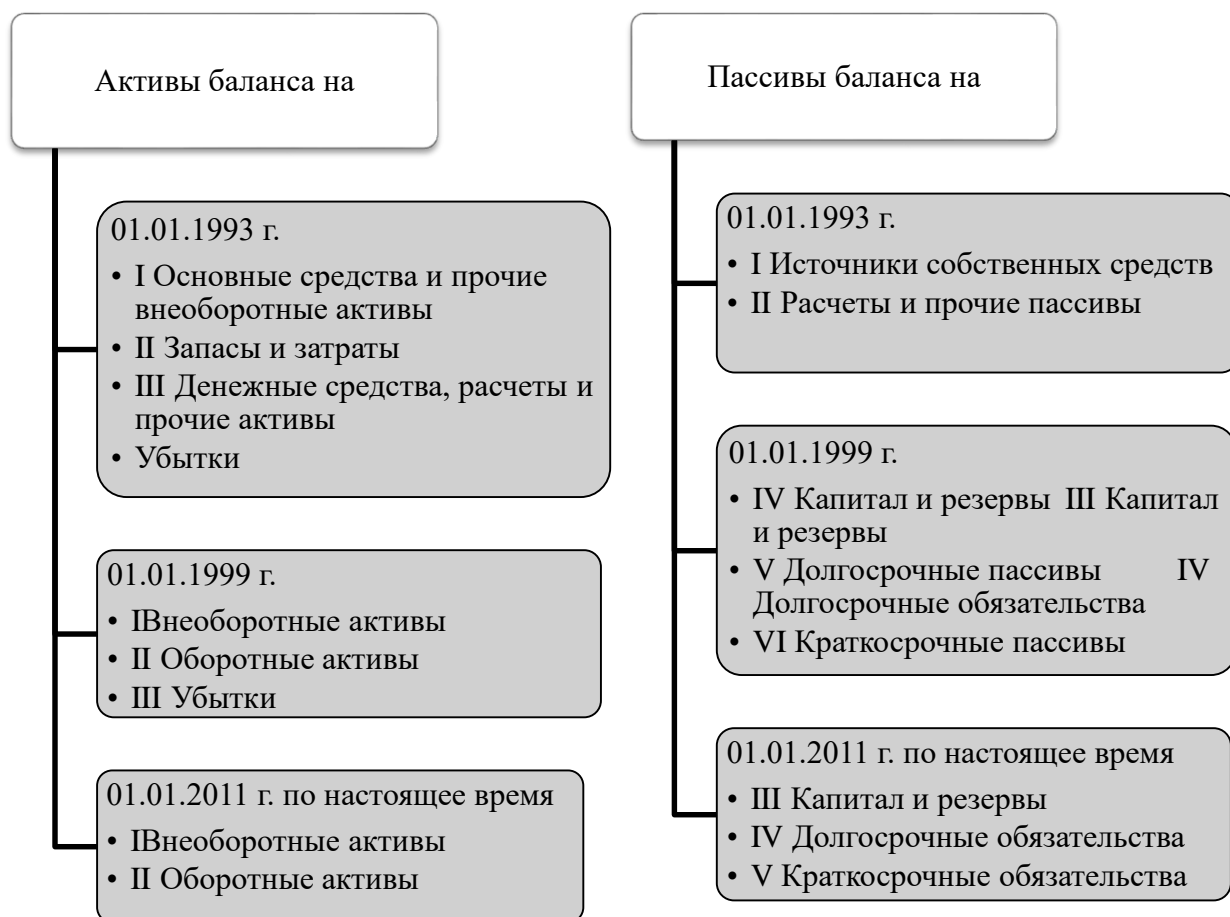 Активы баланса на
01.01.1993 г.
• I Основные средства и прочие
внеоборотные активы
• II Запасы и затраты
• III Денежные средства, расчеты и
прочие активы
• Убытки
01.01.1999 г.
• IВнеоборотные активы
• II Оборотные активы
• III Убытки
01.01.2011 г. по настоящее время
• IВнеоборотные активы
• II Оборотные активы
Пассивы баланса на
01.01.1993 г.
• I Источники собственных средств
• II Расчеты и прочие пассивы
01.01.1999 г.
• IV Капитал и резервы III Капитал
и резервы
• V Долгосрочные пассивы IV
Долгосрочные обязательства
• VI Краткосрочные пассивы
01.01.2011 г. по настоящее время
• III Капитал и резервы
• IV Долгосрочные обязательства
• V Краткосрочные обязательства